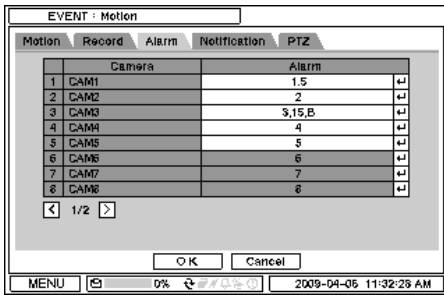 EVENT : Motion
Motion Record Alarm Notification PTZ
Camera Alarm
1 CAM1 1.5
2 CAM2 2
3 CAM3 3,15,B
4 CAM4 4
5 CAM5 5
6 CAM6 6
7 CAM7 7
8 CAM8 8
< 1/2 >
OK Cancel
MENU 0% 2009-04-06 11:32:28 AM